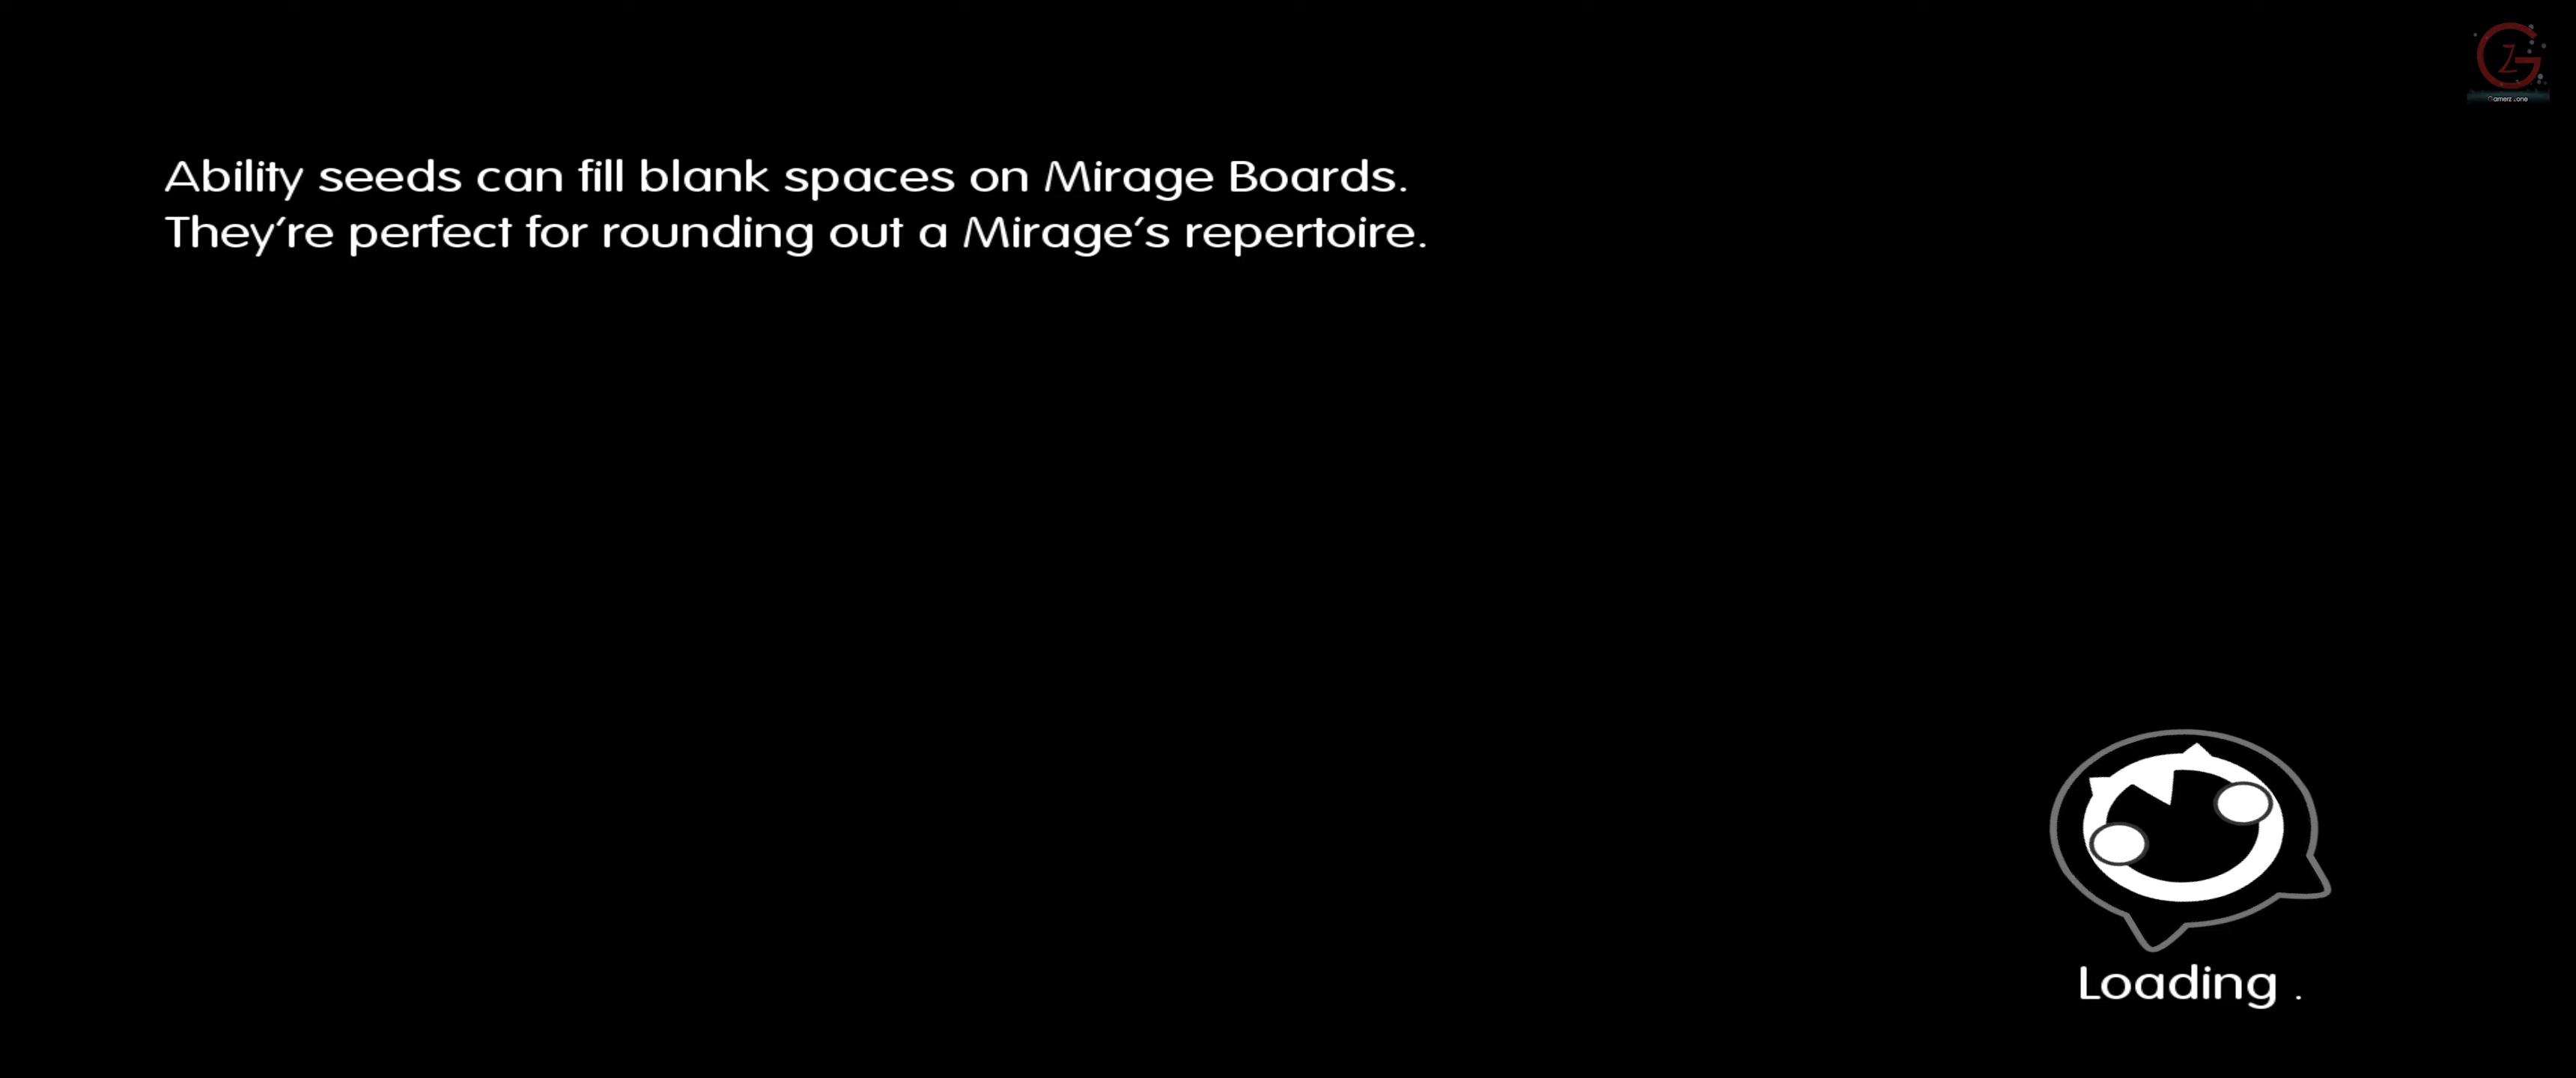 Ability seeds can fill blank spaces on Mirage Boards.
They're perfect for rounding out a Mirage's repertoire.
Loading .